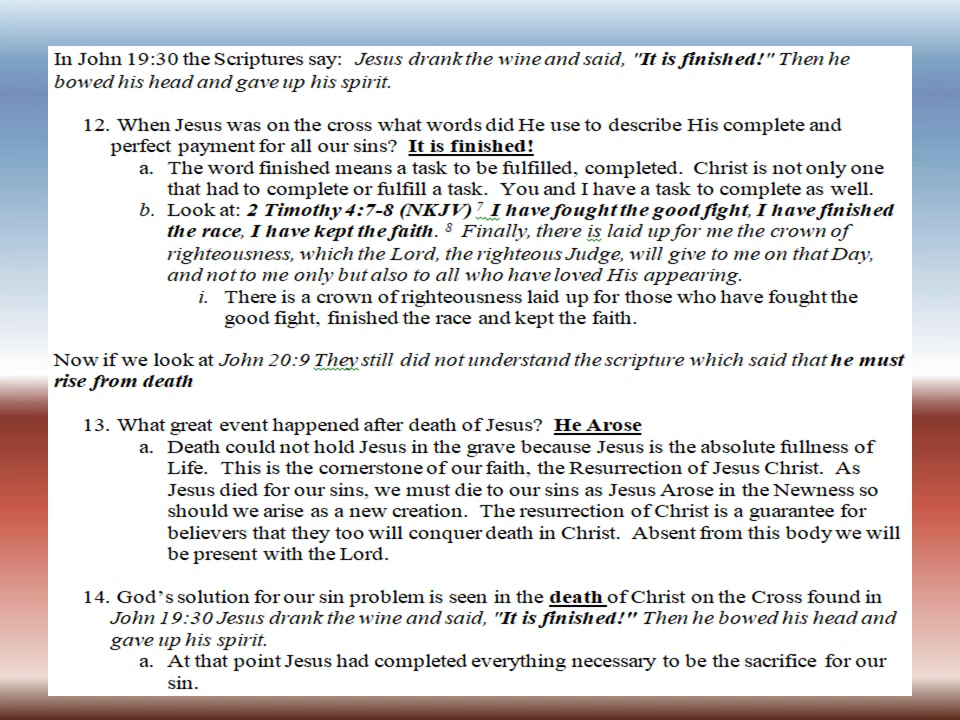 In John 19:30 the Scriptures say: Jesus drank the wine and said, "It is finished!" Then he
bowed his head and gave up his spirit.
12. When Jesus was on the cross what words did He use to describe His complete and
perfect payment for all our sins? It is finished!
a. The word finished means a task to be fulfilled, completed. Christ is not only one
that had to complete or fulfill a task. You and I have a task to complete as well.
b. Look at: 2 Timothy 4:7-8 (NKJV) 7 I have fought the good fight, I have finished
the race, I have kept the faith. 8 Finally, there is laid up for me the crown of
righteousness, which the Lord, the righteous Judge, will give to me on that Day,
and not to me only but also to all who have loved His appearing.
i. There is a crown of righteousness laid up for those who have fought the
good fight, finished the race and kept the faith.
Now if we look at John 20:9 They still did not understand the scripture which said that he must
rise from death
13. What great event happened after death of Jesus? He Arose
a. Death could not hold Jesus in the grave because Jesus is the absolute fullness of
Life. This is the cornerstone of our faith, the Resurrection of Jesus Christ. As
Jesus died for our sins, we must die to our sins as Jesus Arose in the Newness so
should we arise as a new creation. The resurrection of Christ is a guarantee for
believers that they too will conquer death in Christ. Absent from this body we will
be present with the Lord.
14. God's solution for our sin problem is seen in the death of Christ on the Cross found in
John 19:30 Jesus drank the wine and said, "It is finished!" Then he bowed his head and
gave up his spirit.
a. At that point Jesus had completed everything necessary to be the sacrifice for our
sin.